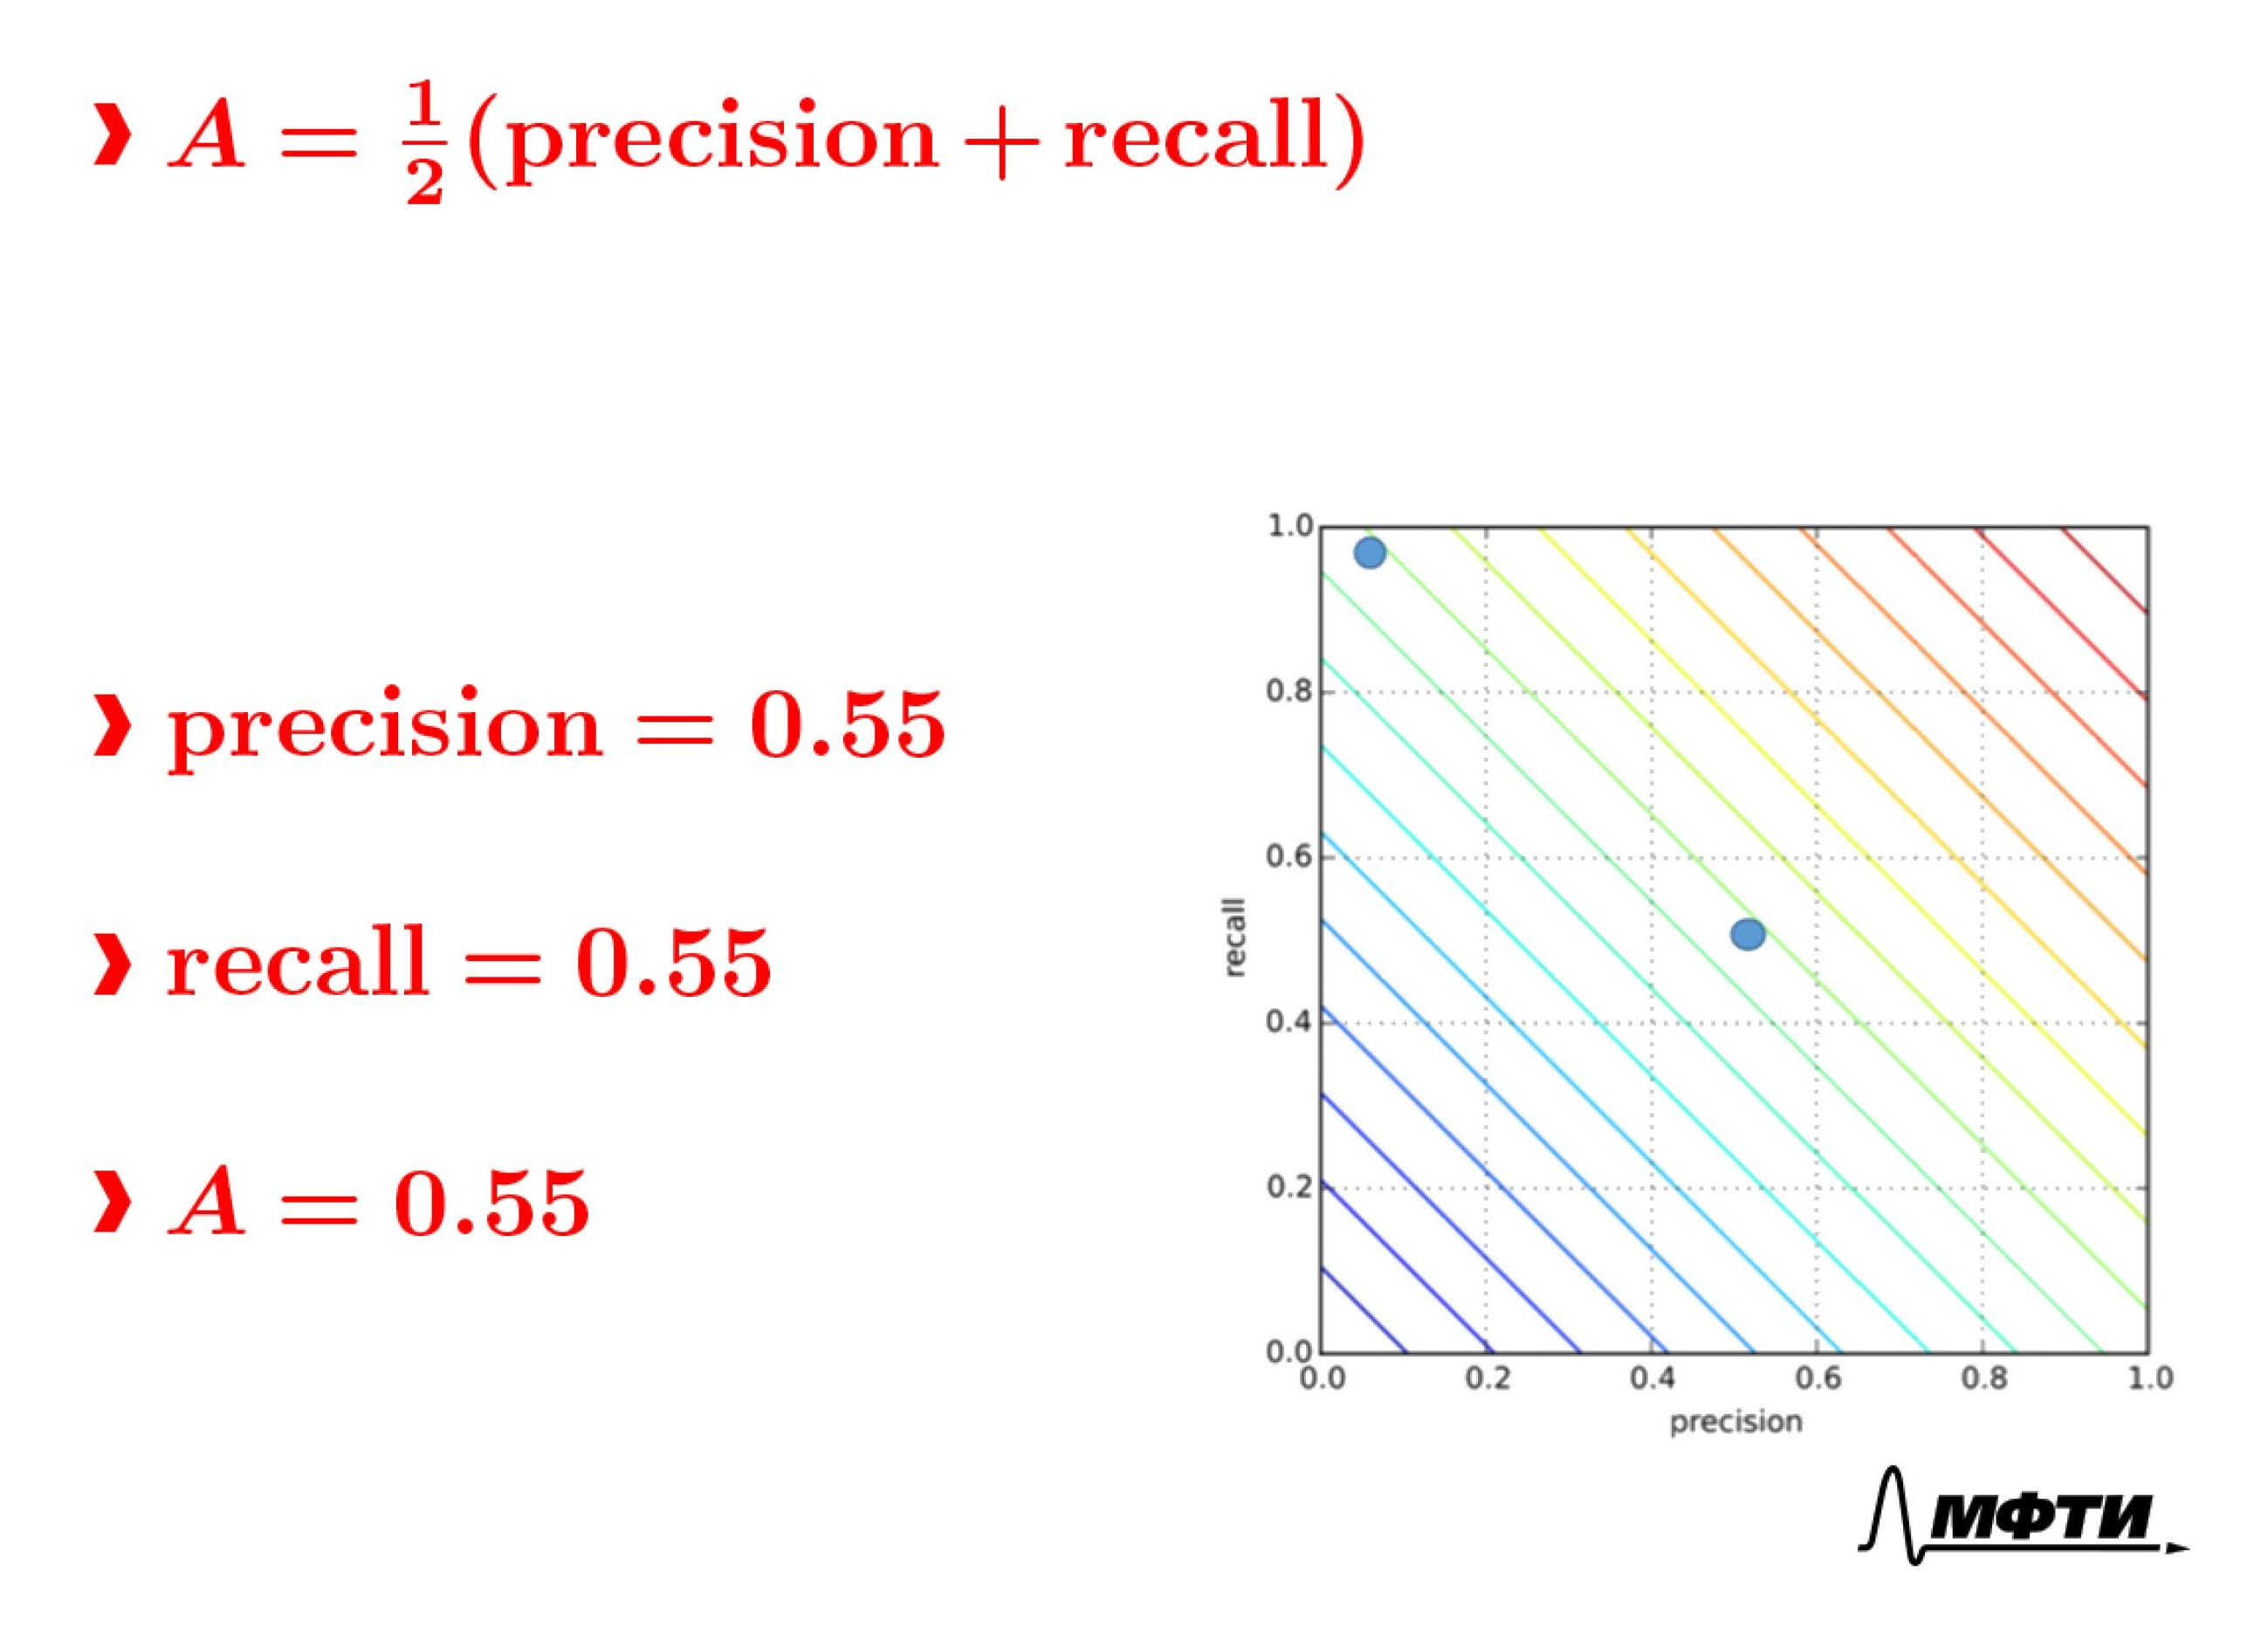 ❯ A = 1/2(precision + recall)
❯ precision = 0.55
❯ recall = 0.55
❯ A = 0.55
1.0
0.8
0.6
0.4
0.2
0.0
recall
0.0 0.2 0.4 0.6 0.8 1.0
precision
МФТИ